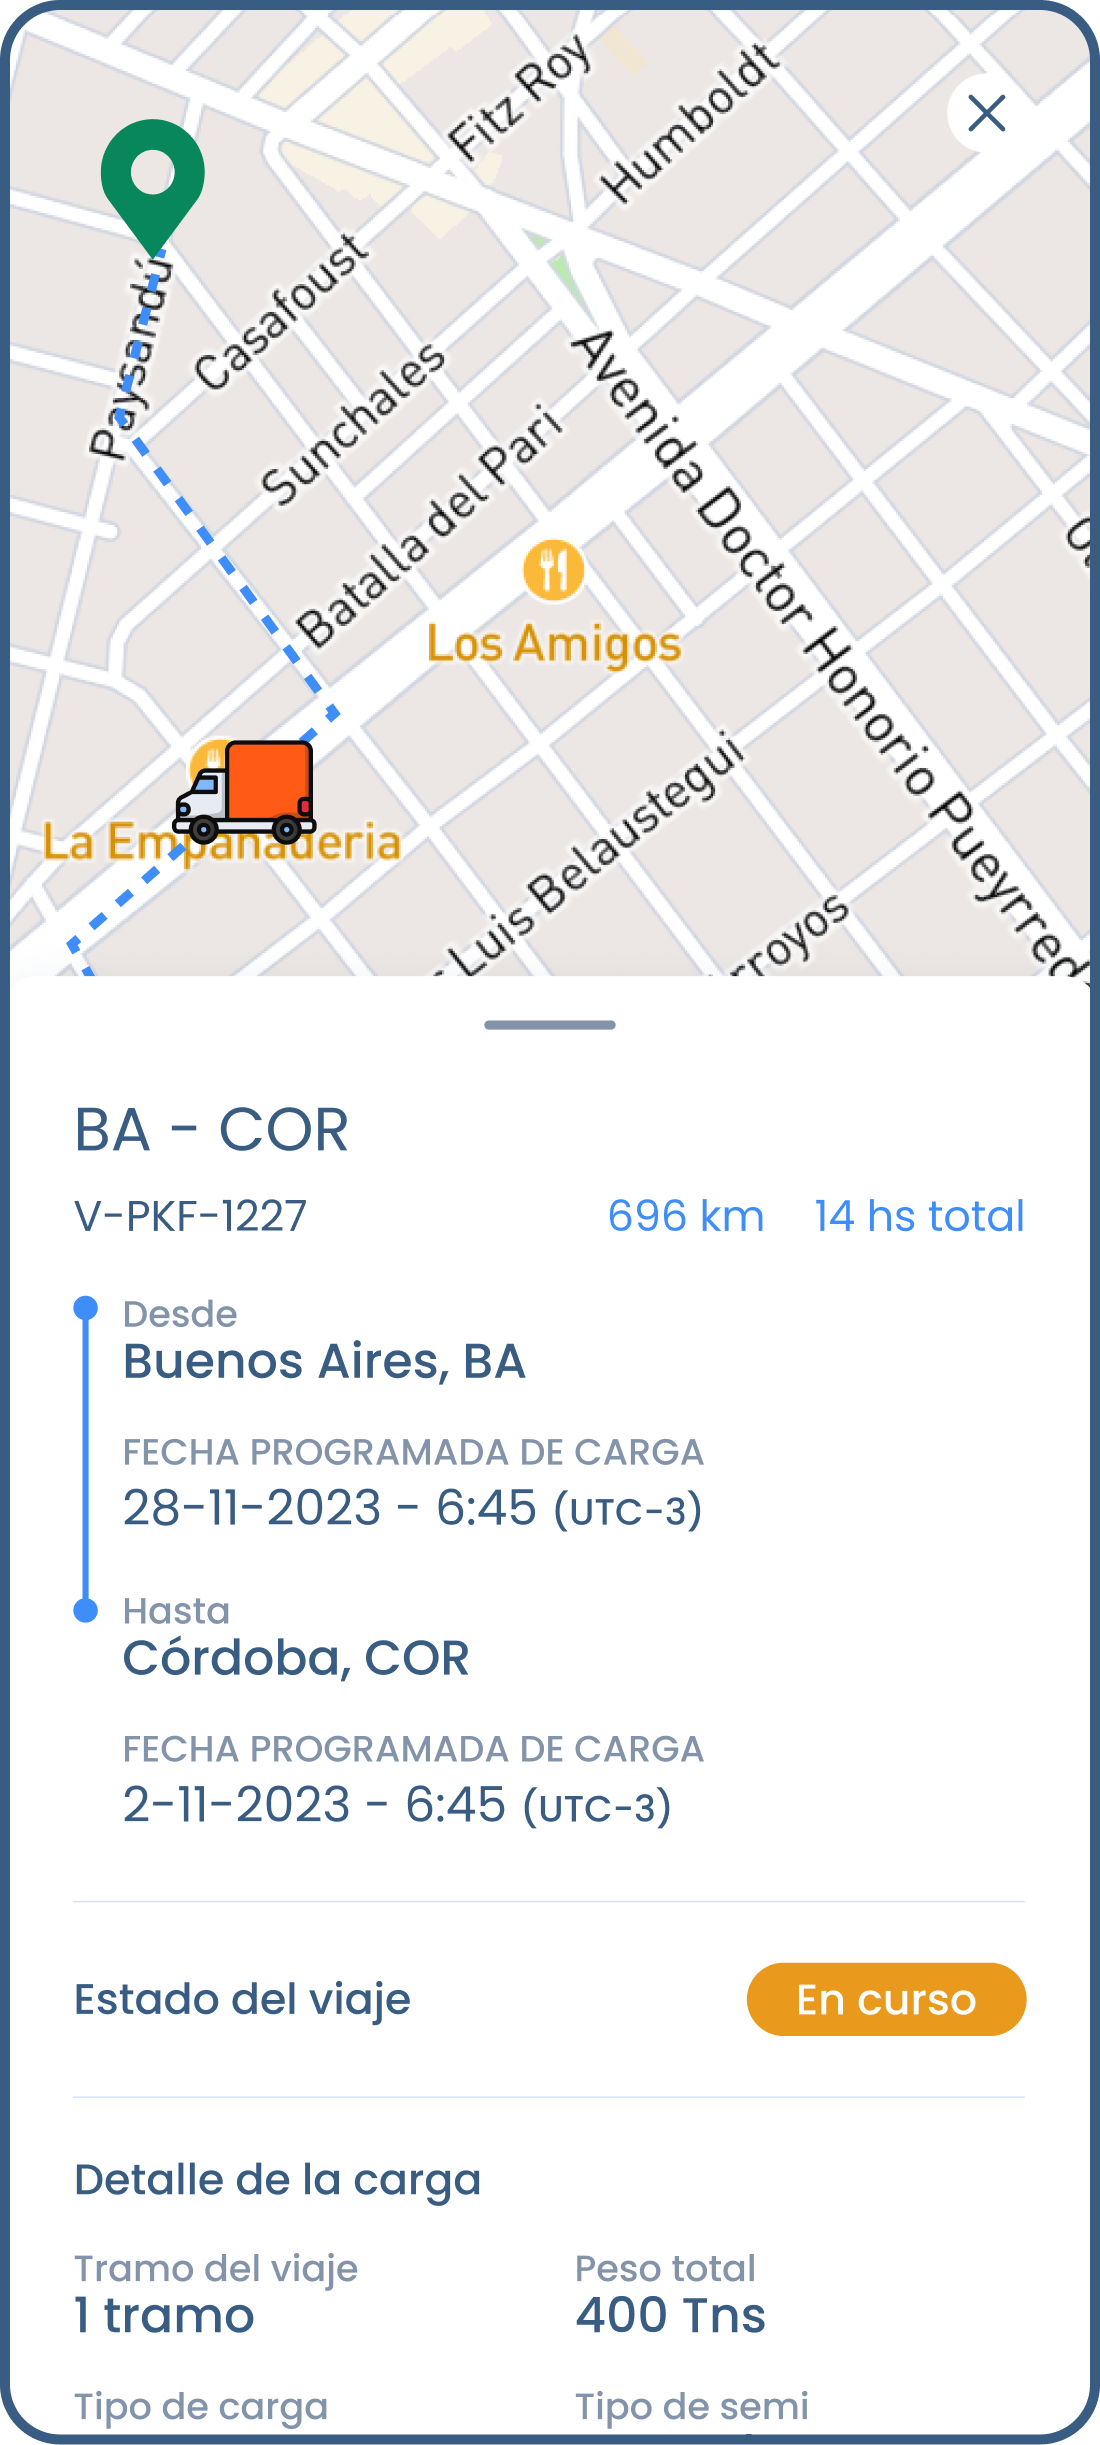 Fitz Roy
Humboldt
Paysandú
Casafoust
Sunchales
Batalla del Pari
Avenida Doctor Honorio Pueyrred
Los Amigos
La Empanaderia
Luis Belaustegui
rroyos
BA - COR
V-PKF-1227 696 km 14 hs total
Desde
Buenos Aires, BA
FECHA PROGRAMADA DE CARGA
28-11-2023 - 6:45 (UTC-3)
Hasta
Córdoba, COR
FECHA PROGRAMADA DE CARGA
2-11-2023 - 6:45 (UTC-3)
Estado del viaje En curso
Detalle de la carga
Tramo del viaje Peso total
1 tramo 400 Tns
Tipo de carga Tipo de semi